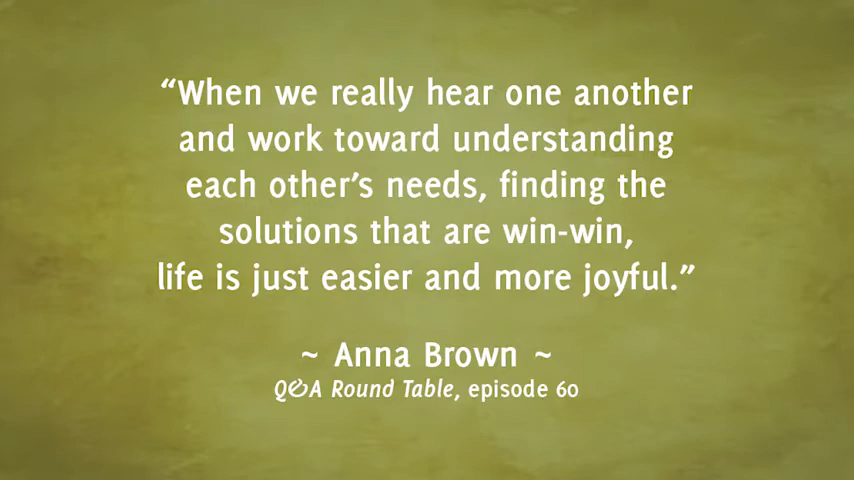 “When we really hear one another
and work toward understanding
each other’s needs, finding the
solutions that are win-win,
life is just easier and more joyful.”
~ Anna Brown ~
Q&A Round Table, episode 60